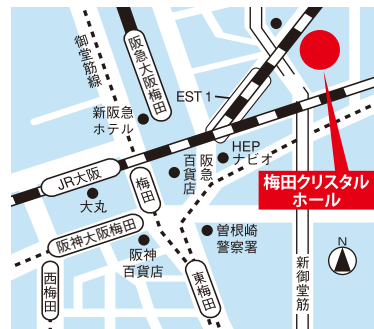 御堂筋線
阪急大阪梅田
EST 1
新阪急
ホテル
HEP
ナビオ
阪急
百貨店
梅田クリスタル
ホール
JR大阪
梅田
大丸
阪神大阪梅田
曽根崎
警察署
阪神
百貨店
N
西梅田
東梅田
新御堂筋